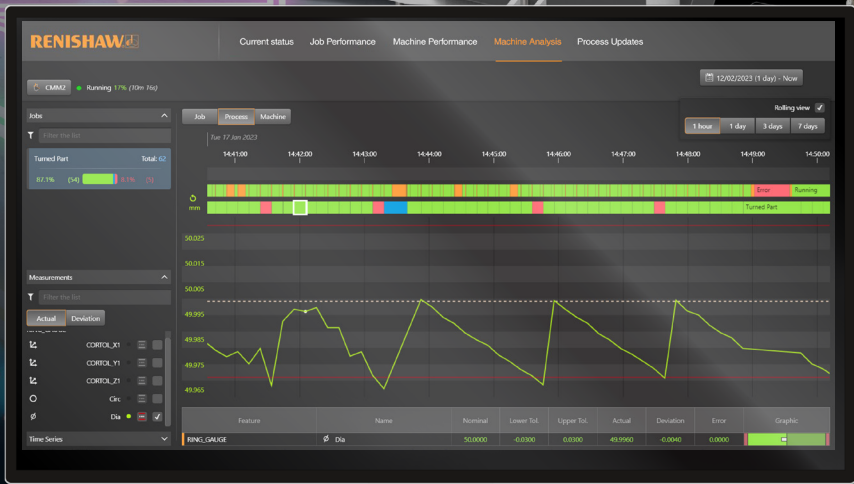 RENISHAW
Current status Job Performance Machine Performance Machine Analysis Process Updates
CMM2 Running 17% (10m 16s)
12/02/2023 (1 day) - Now
Rolling view
1 hour 1 day 3 days 7 days
Jobs
Filter the list
Turned Part Total: 62
87.1% (54) 8.1% (5)
Job Process Machine
Tue 17 Jan 2023
14:41:00 14:42:00 14:43:00 14:44:00 14:45:00 14:46:00 14:47:00 14:48:00 14:49:00 14:50:00
Error Running
mm
Turned Part
50.025
50.015
50.005
49.995
49.985
49.975
49.965
Measurements
Filter the list
Actual Deviation
CORTOL_X1
CORTOL_Y1
CORTOL_Z1
Circ
Dia
Time Series
Feature Name Nominal Lower Tol. Upper Tol. Actual Deviation Error Graphic
RING_GAUGE Dia 50.0000 -0.0300 0.0300 49.9960 -0.0040 0.0000